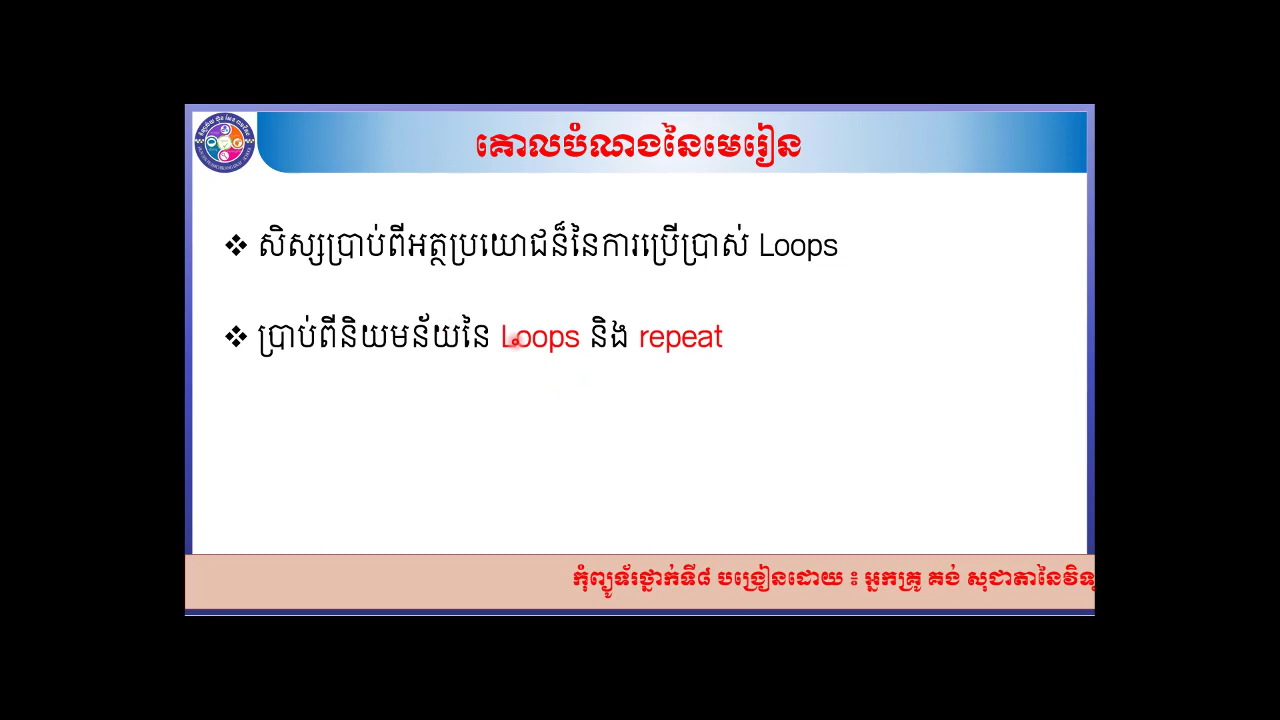 គោលបំណងនៃមេរៀន
❖ សិស្សប្រាប់ពីអត្ថប្រយោជន៏នៃការប្រើប្រាស់ Loops
❖ ប្រាប់ពីនិយមន័យនៃ Loops និង repeat
កុំព្យូទ័រថ្នាក់ទី៨ បង្រៀនដោយ ៖ អ្នកគ្រូ គង់ សុជាតានៃវិទ្